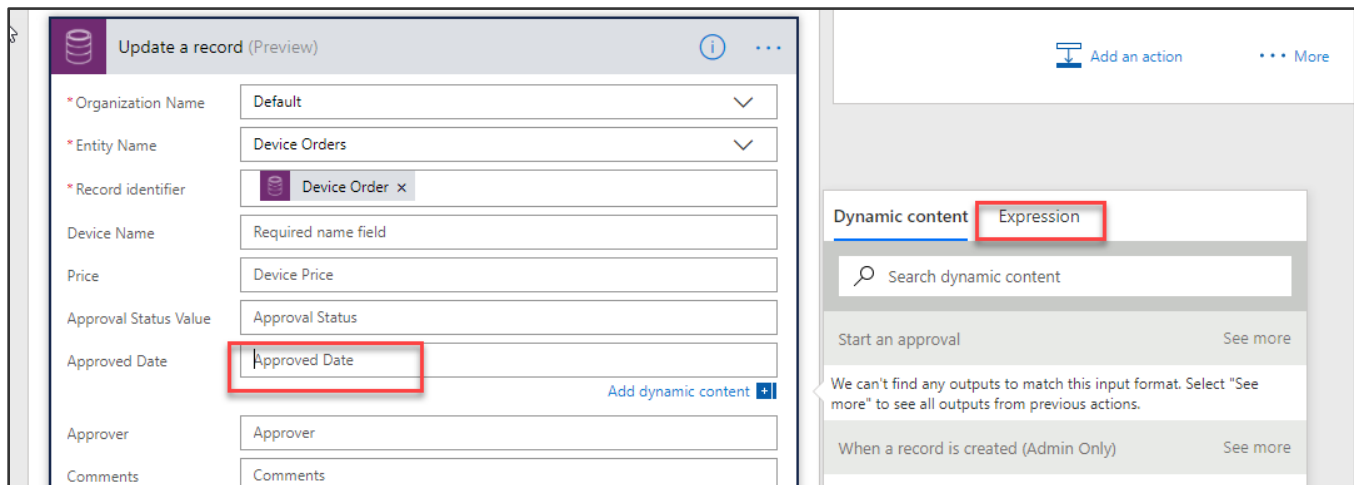 Update a record (Preview)
i
...
* Organization Name
Default
* Entity Name
Device Orders
* Record identifier
Device Order ×
Device Name
Required name field
Price
Device Price
Approval Status Value
Approval Status
Approved Date
Approved Date
Add dynamic content
Approver
Approver
Comments
Comments
Add an action
... More
Dynamic content
Expression
Search dynamic content
Start an approval
See more
We can't find any outputs to match this input format. Select "See
more" to see all outputs from previous actions.
When a record is created (Admin Only)
See more